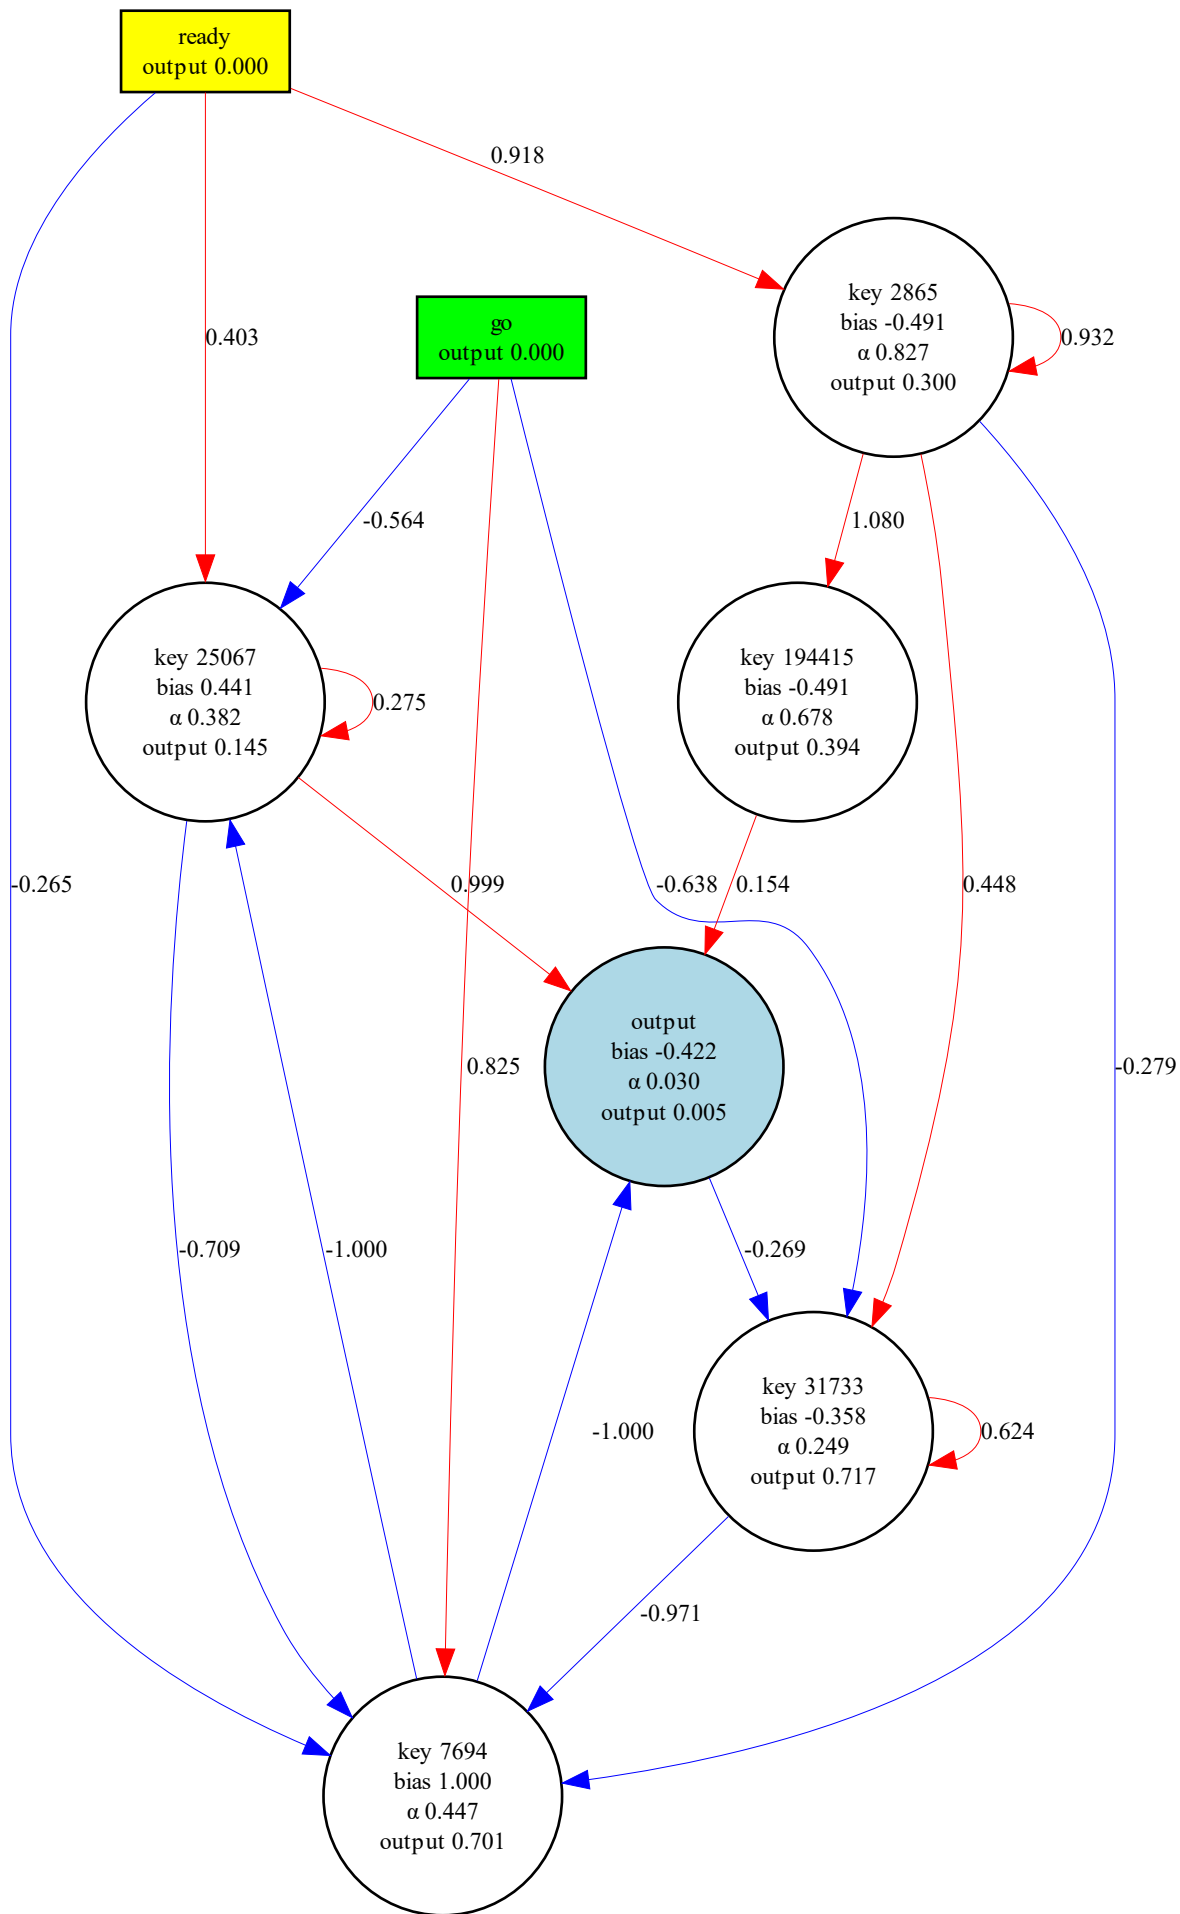 ready
output 0.000
0.918
key 2865
bias -0.491
α 0.827
output 0.300
0.932
go
output 0.000
0.403
-0.564
1.080
key 25067
bias 0.441
α 0.382
output 0.145
0.275
key 194415
bias -0.491
α 0.678
output 0.394
-0.265
0.999
-0.638
0.154
0.448
output
bias -0.422
α 0.030
output 0.005
0.825
-0.279
-0.709
-1.000
-0.269
key 31733
bias -0.358
α 0.249
output 0.717
-1.000
0.624
-0.971
key 7694
bias 1.000
α 0.447
output 0.701